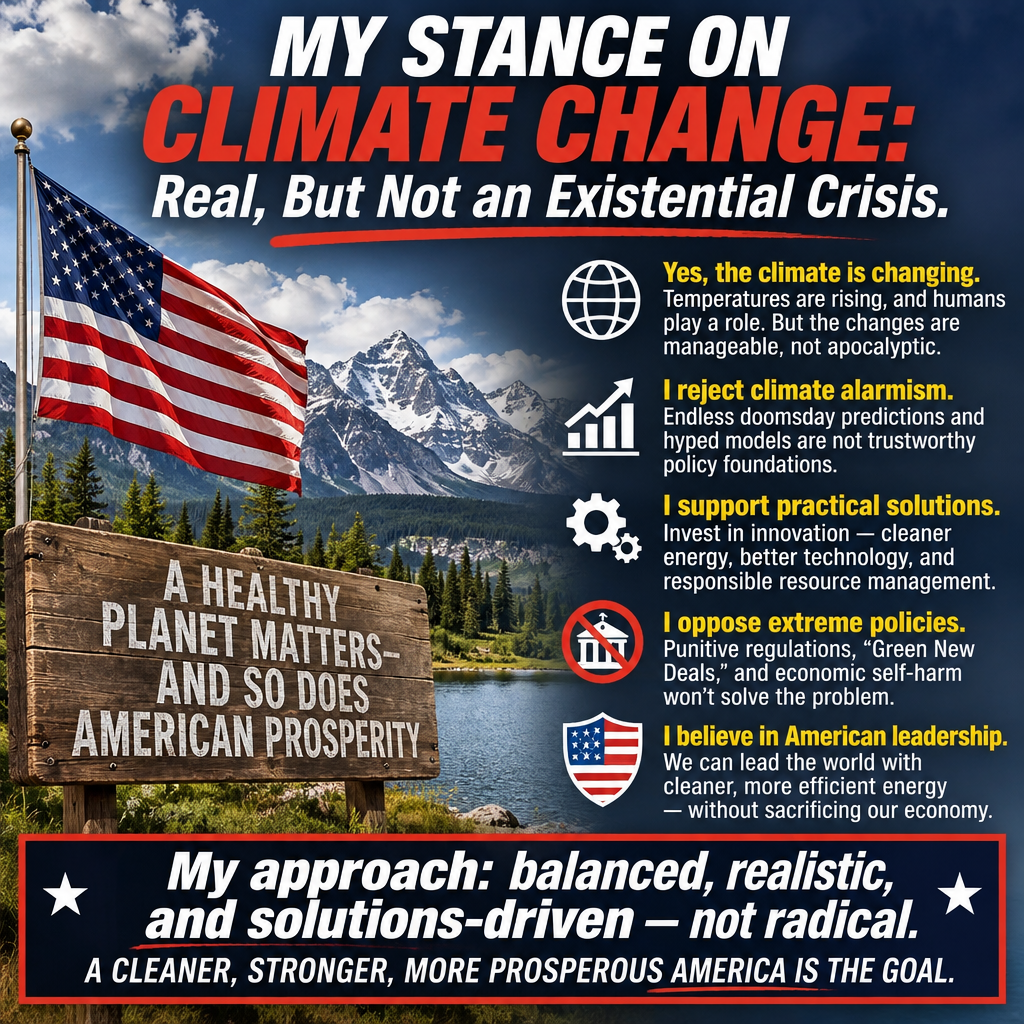 MY STANCE ON
CLIMATE CHANGE:
Real, But Not an Existential Crisis.
Yes, the climate is changing.
Temperatures are rising, and humans
play a role. But the changes are
manageable, not apocalyptic.
I reject climate alarmism.
Endless doomsday predictions and
hyped models are not trustworthy
policy foundations.
I support practical solutions.
Invest in innovation — cleaner
energy, better technology, and
responsible resource management.
I oppose extreme policies.
Punitive regulations, “Green New
Deals,” and economic self-harm
won’t solve the problem.
I believe in American leadership.
We can lead the world with
cleaner, more efficient energy
— without sacrificing our economy.
A HEALTHY
PLANET MATTERS–
AND SO DOES
AMERICAN PROSPERITY
My approach: balanced, realistic,
and solutions-driven — not radical.
A CLEANER, STRONGER, MORE PROSPEROUS AMERICA IS THE GOAL.